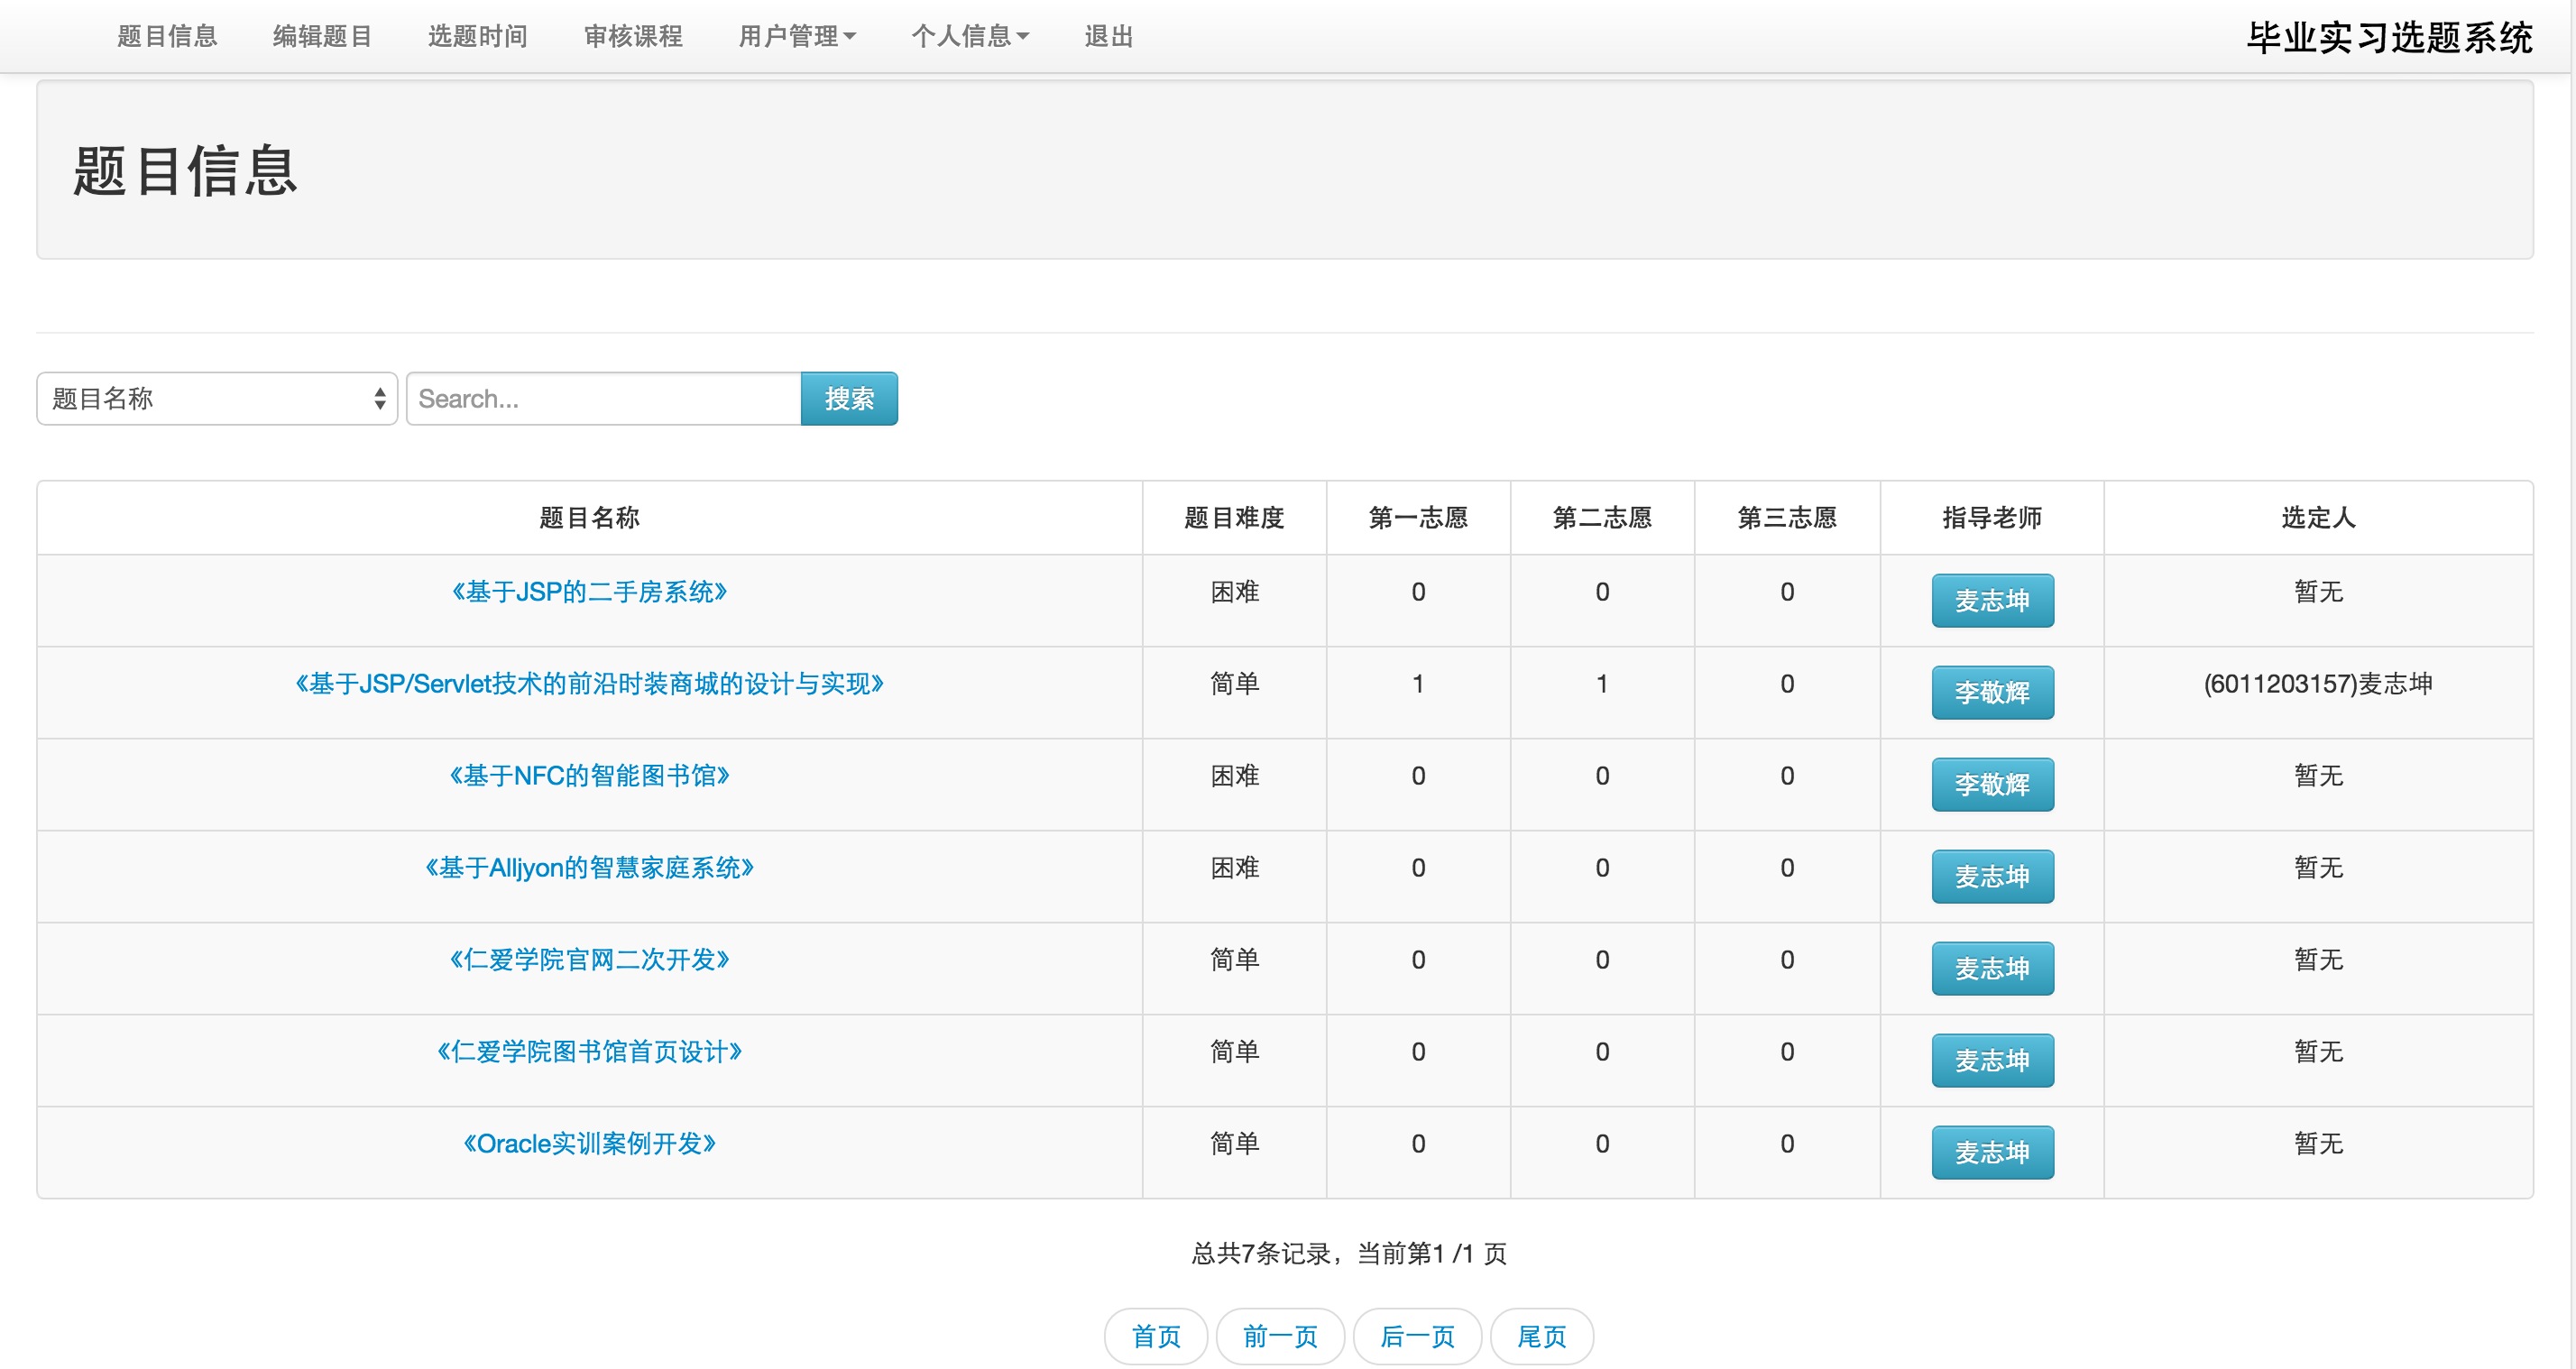 题目信息 编辑题目 选题时间 审核课程 用户管理 个人信息 退出 毕业实习选题系统
题目信息
题目名称 Search... 搜索
题目名称 题目难度 第一志愿 第二志愿 第三志愿 指导老师 选定人
《基于JSP的二手房系统》 困难 0 0 0 麦志坤 暂无
《基于JSP/Servlet技术的前沿时装商城的设计与实现》 简单 1 1 0 李敬辉 (6011203157)麦志坤
《基于NFC的智能图书馆》 困难 0 0 0 李敬辉 暂无
《基于Alljyon的智慧家庭系统》 困难 0 0 0 麦志坤 暂无
《仁爱学院官网二次开发》 简单 0 0 0 麦志坤 暂无
《仁爱学院图书馆首页设计》 简单 0 0 0 麦志坤 暂无
《Oracle实训案例开发》 简单 0 0 0 麦志坤 暂无
总共7条记录，当前第1 /1 页
首页 前一页 后一页 尾页